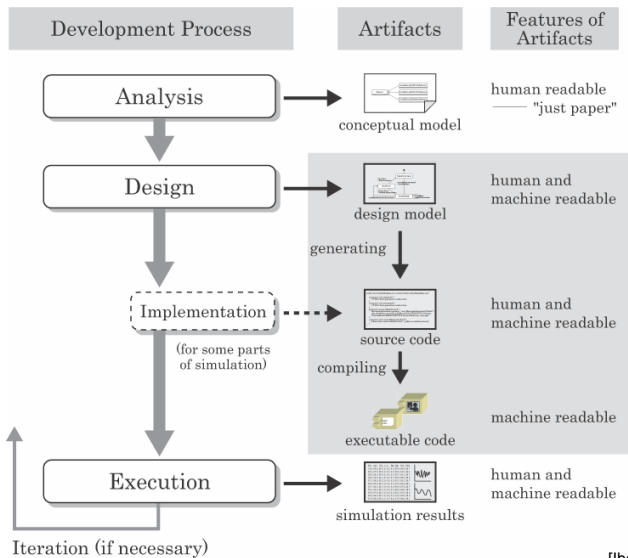 Development Process
Artifacts
Features of
Artifacts
Analysis
conceptual model
human readable
"just paper"
Design
design model
human and
machine readable
generating
Implementation
(for some parts
of simulation)
source code
human and
machine readable
compiling
executable code
machine readable
Execution
simulation results
human and
machine readable
Iteration (if necessary)